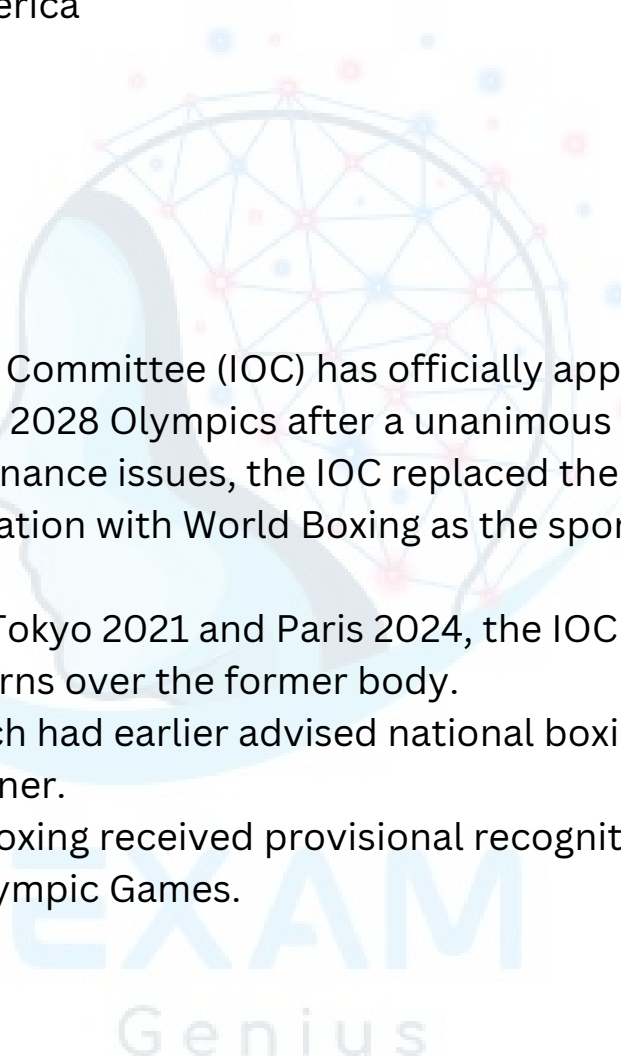 erica
Committee (IOC) has officially app
2028 Olympics after a unanimous
nance issues, the IOC replaced the
ation with World Boxing as the spor
Tokyo 2021 and Paris 2024, the IOC
rns over the former body.
ch had earlier advised national boxi
ner.
oxing received provisional recognit
ympic Games.
EXAM
Genius